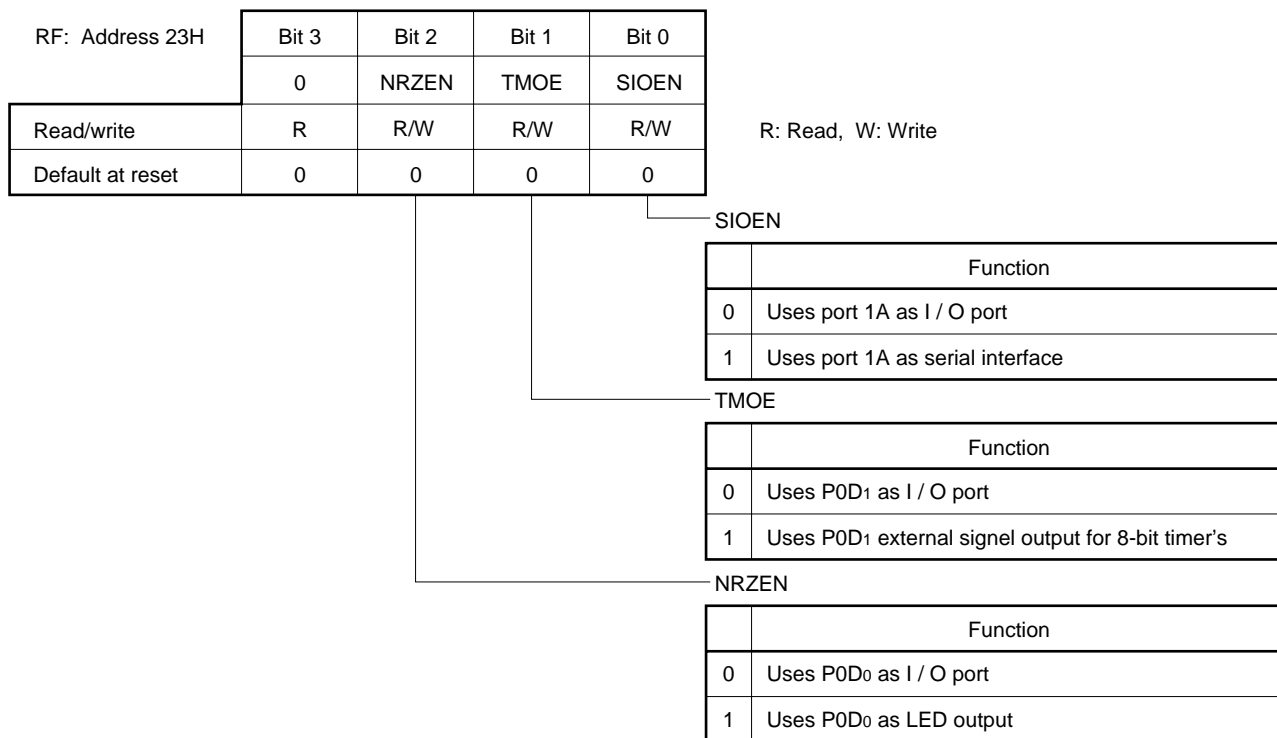 RF: Address 23H Bit 3 Bit 2 Bit 1 Bit 0
0 NRZEN TMOE SIOEN
Read/write R R/W R/W R/W R: Read, W: Write
Default at reset 0 0 0 0
SIOEN
Function
0 Uses port 1A as I / O port
1 Uses port 1A as serial interface
TMOE
Function
0 Uses P0D1 as I / O port
1 Uses P0D1 external signel output for 8-bit timer's
NRZEN
Function
0 Uses P0D0 as I / O port
1 Uses P0D0 as LED output